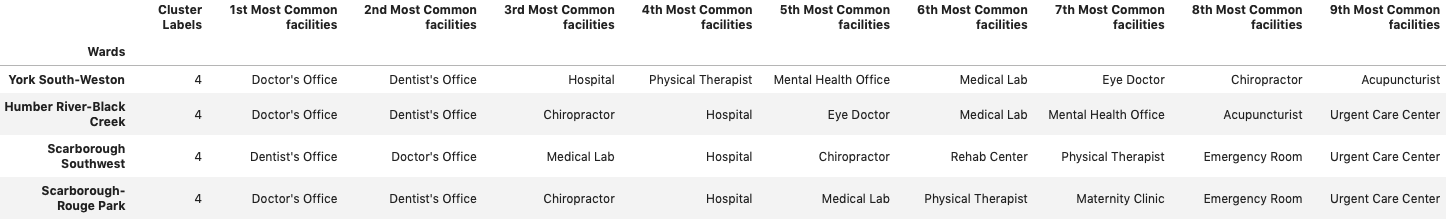 Cluster Labels 1st Most Common facilities 2nd Most Common facilities 3rd Most Common facilities 4th Most Common facilities 5th Most Common facilities 6th Most Common facilities 7th Most Common facilities 8th Most Common facilities 9th Most Common facilities
Wards
York South-Weston 4 Doctor's Office Dentist's Office Hospital Physical Therapist Mental Health Office Medical Lab Eye Doctor Chiropractor Acupuncturist
Humber River-Black Creek 4 Doctor's Office Dentist's Office Chiropractor Hospital Eye Doctor Medical Lab Mental Health Office Acupuncturist Urgent Care Center
Scarborough Southwest 4 Dentist's Office Doctor's Office Medical Lab Hospital Chiropractor Rehab Center Physical Therapist Emergency Room Urgent Care Center
Scarborough-Rouge Park 4 Doctor's Office Dentist's Office Chiropractor Hospital Medical Lab Physical Therapist Maternity Clinic Emergency Room Urgent Care Center